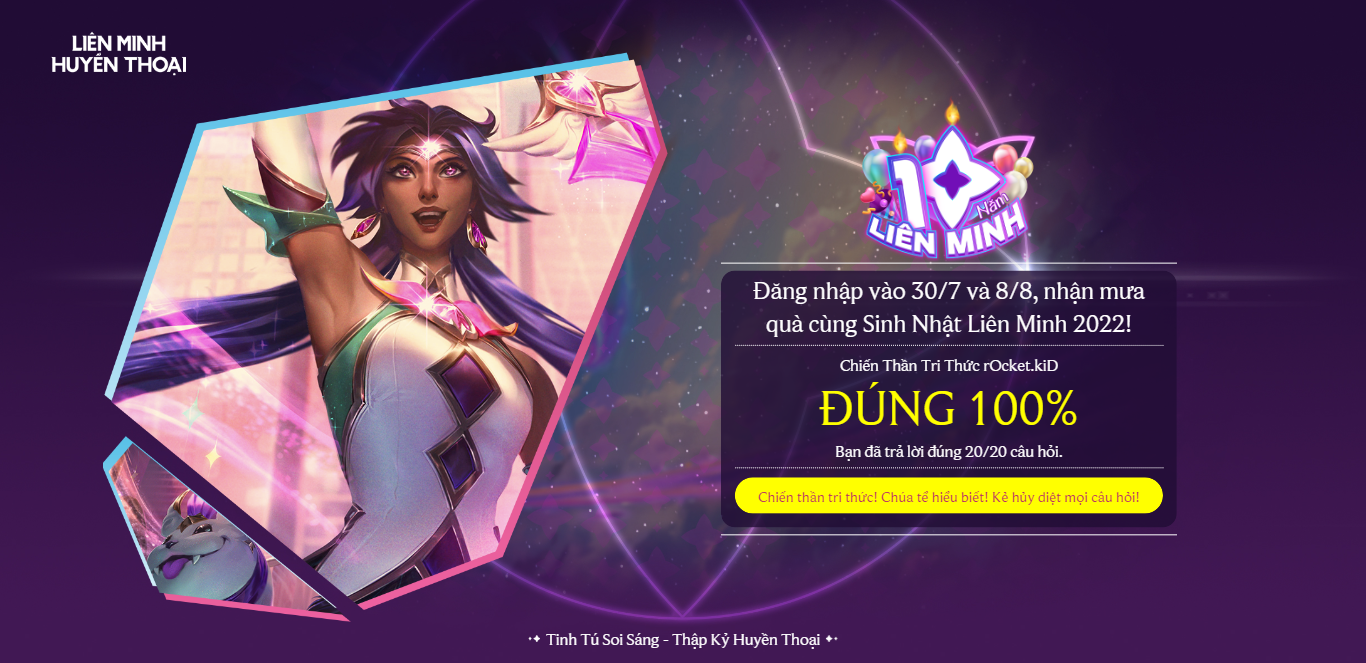 LIÊN MINH
HUYỀN THOẠI
10
Năm
LIÊN MINH
Đăng nhập vào 30/7 và 8/8, nhận mưa
quà cùng Sinh Nhật Liên Minh 2022!
Chiến Thần Tri Thức rOcket.kiD
ĐÚNG 100%
Bạn đã trả lời đúng 20/20 câu hỏi.
Chiến thần tri thức! Chúa tể hiểu biết! Kẻ hủy diệt mọi câu hỏi!
Tinh Tú Soi Sáng - Thập Kỷ Huyền Thoại